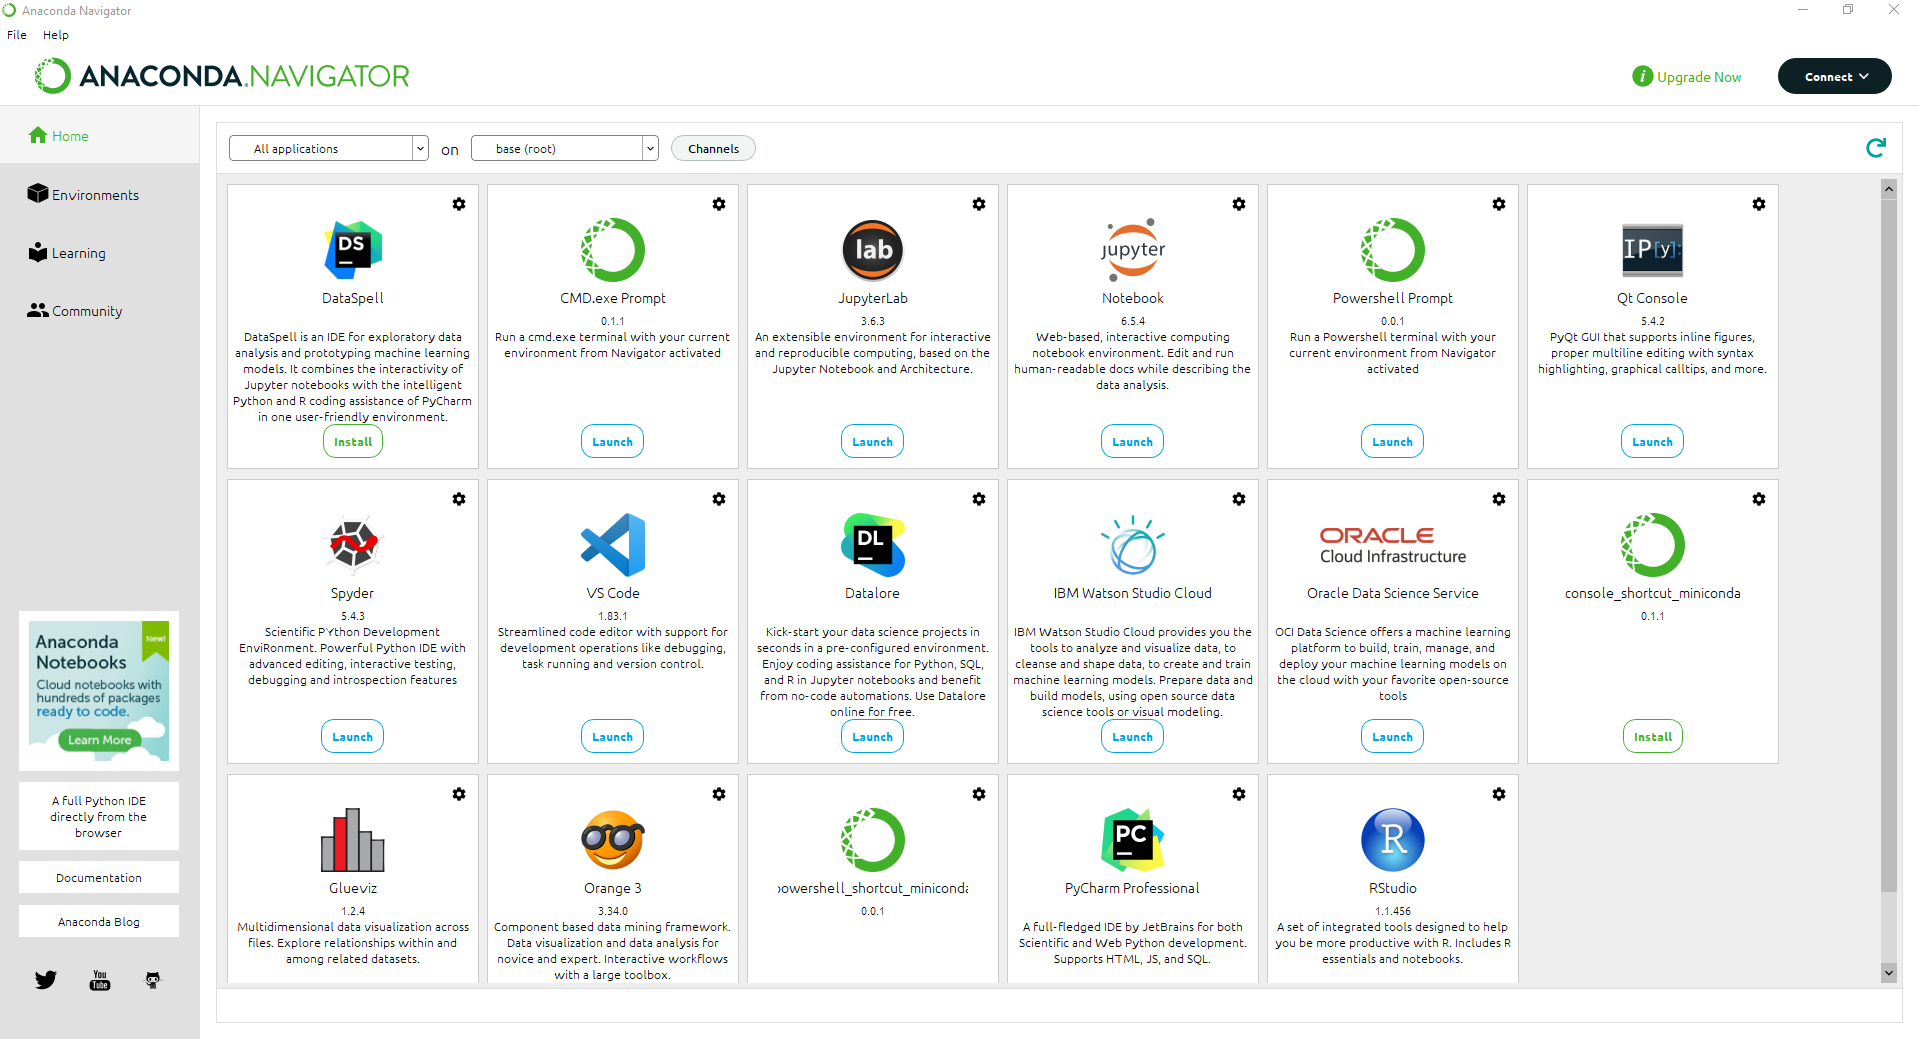 Anaconda Navigator
File Help
ANACONDA.NAVIGATOR
i Upgrade Now
Connect
Home
Environments
Learning
Community
All applications on base (root) Channels
DS
DataSpell
DataSpell is an IDE for exploratory data
analysis and prototyping machine learning
models. It combines the interactivity of
Jupyter notebooks with the intelligent
Python and R coding assistance of PyCharm
in one user-friendly environment.
Install
CMD.exe Prompt
0.1.1
Run a cmd.exe terminal with your current
environment from Navigator activated
Launch
lab
JupyterLab
3.6.3
An extensible environment for interactive
and reproducible computing, based on the
Jupyter Notebook and Architecture.
Launch
jupyter
Notebook
6.5.4
Web-based, interactive computing
notebook environment. Edit and run
human-readable docs while describing the
data analysis.
Launch
Powershell Prompt
0.0.1
Run a Powershell terminal with your
current environment from Navigator
activated
Launch
IP[y]:
Qt Console
5.4.2
PyQt GUI that supports inline figures,
proper multiline editing with syntax
highlighting, graphical calltips, and more.
Launch
Spyder
5.4.3
Scientific PYthon Development
EnviRonment. Powerful Python IDE with
advanced editing, interactive testing,
debugging and introspection features
Launch
VS Code
1.83.1
Streamlined code editor with support for
development operations like debugging,
task running and version control.
Launch
DL
Datalore
Kick-start your data science projects in
seconds in a pre-configured environment.
Enjoy coding assistance for Python, SQL,
and R in Jupyter notebooks and benefit
from no-code automations. Use Datalore
online for free.
Launch
IBM Watson Studio Cloud
IBM Watson Studio Cloud provides you the
tools to analyze and visualize data, to
cleanse and shape data, to create and train
machine learning models. Prepare data and
build models, using open source data
science tools or visual modeling.
Launch
ORACLE
Cloud Infrastructure
Oracle Data Science Service
OCI Data Science offers a machine learning
platform to build, train, manage, and
deploy your machine learning models on
the cloud with your favorite open-source
tools
Launch
console_shortcut_miniconda
0.1.1
Install
Glueviz
1.2.4
Multidimensional data visualization across
files. Explore relationships within and
among related datasets.
Orange 3
3.34.0
Component based data mining framework.
Data visualization and data analysis for
novice and expert. Interactive workflows
with a large toolbox.
powershell_shortcut_miniconda
0.0.1
PC
PyCharm Professional
A full-fledged IDE by JetBrains for both
Scientific and Web Python development.
Supports HTML, JS, and SQL.
R
RStudio
1.1.456
A set of integrated tools designed to help
you be more productive with R. Includes R
essentials and notebooks.
New!
Anaconda
Notebooks
Cloud notebooks with
hundreds of packages
ready to code.
Learn More
A full Python IDE
directly from the
browser
Documentation
Anaconda Blog
You
Tube